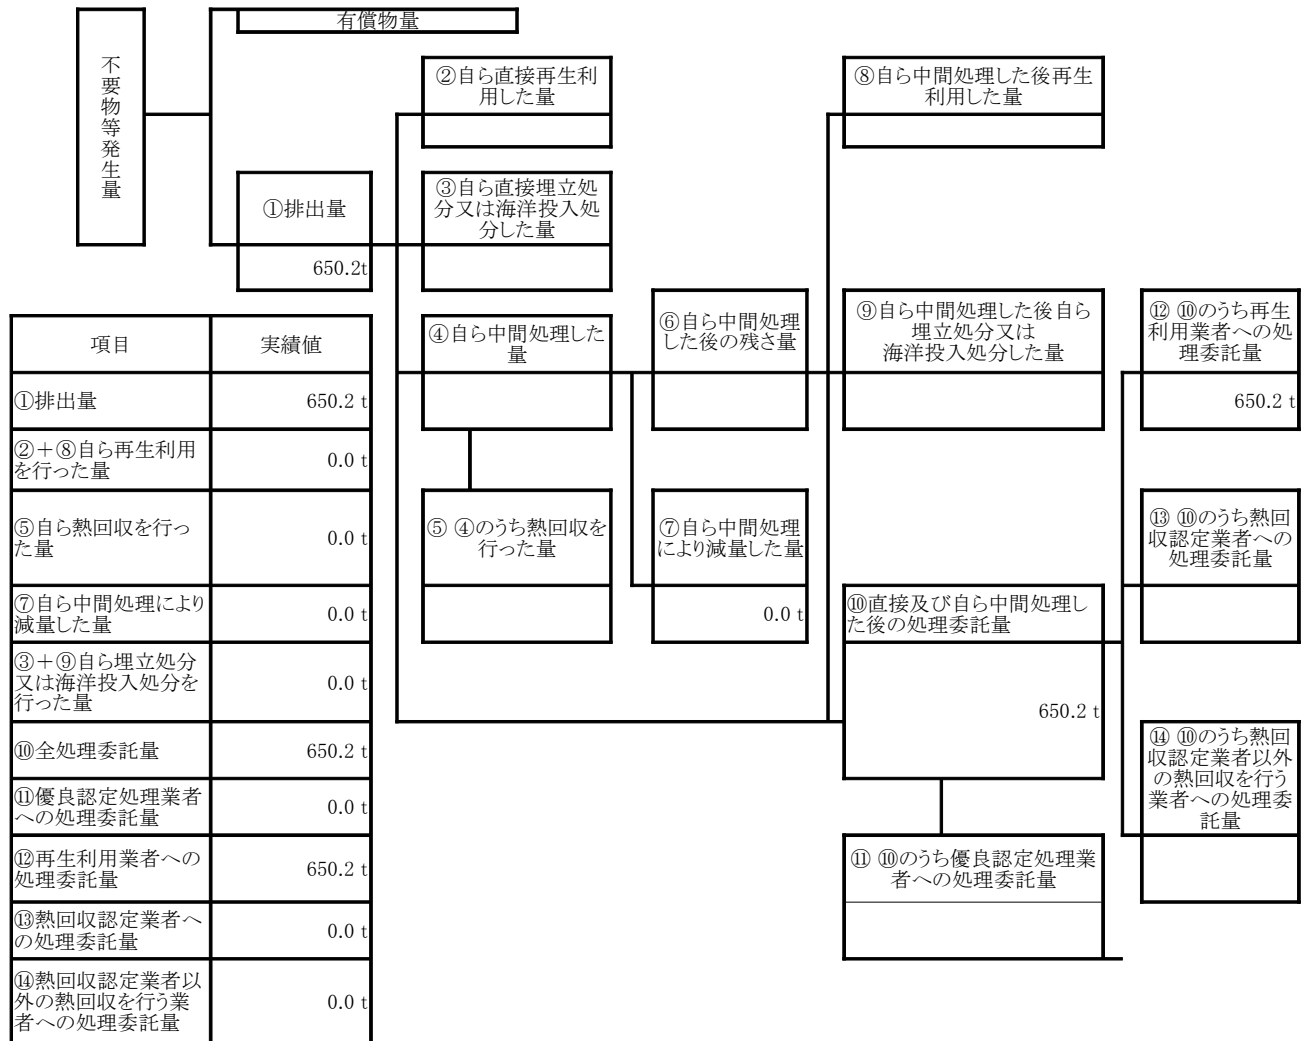 有償物量
不要物等発生量
②自ら直接再生利
用した量
⑧自ら中間処理した後再生
利用した量
①排出量
650.2t
③自ら直接埋立処
分又は海洋投入処
分した量
④自ら中間処理した
量
⑥自ら中間処理
した後の残さ量
⑨自ら中間処理した後自ら
埋立処分又は
海洋投入処分した量
⑫ ⑩のうち再生
利用業者への処
理委託量
650.2 t
⑤ ④のうち熱回収を
行った量
⑦自ら中間処理
により減量した量
0.0 t
⑬ ⑩のうち熱回
収認定業者への
処理委託量
⑩直接及び自ら中間処理し
た後の処理委託量
650.2 t
⑭ ⑩のうち熱回
収認定業者以外
の熱回収を行う
業者への処理委
託量
⑪ ⑩のうち優良認定処理業
者への処理委託量
項目 実績値
①排出量 650.2 t
②+⑧自ら再生利用
を行った量 0.0 t
⑤自ら熱回収を行っ
た量 0.0 t
⑦自ら中間処理により
減量した量 0.0 t
③+⑨自ら埋立処分
又は海洋投入処分を
行った量 0.0 t
⑩全処理委託量 650.2 t
⑪優良認定処理業者
への処理委託量 0.0 t
⑫再生利用業者への
処理委託量 650.2 t
⑬熱回収認定業者へ
の処理委託量 0.0 t
⑭熱回収認定業者以
外の熱回収を行う業
者への処理委託量 0.0 t